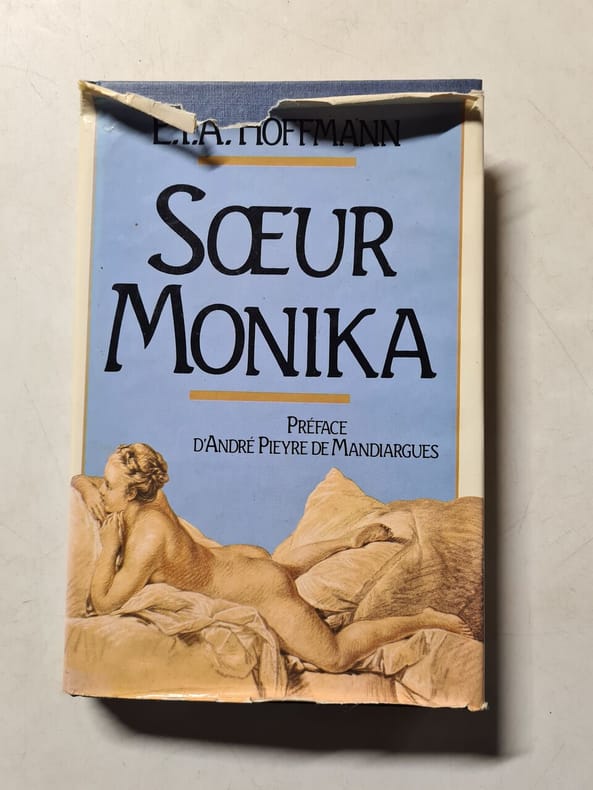 E.T.A. HOFFMANN
SŒUR
MONIKA
PRÉFACE
D'ANDRÉ PIEYRE DE MANDIARGUES